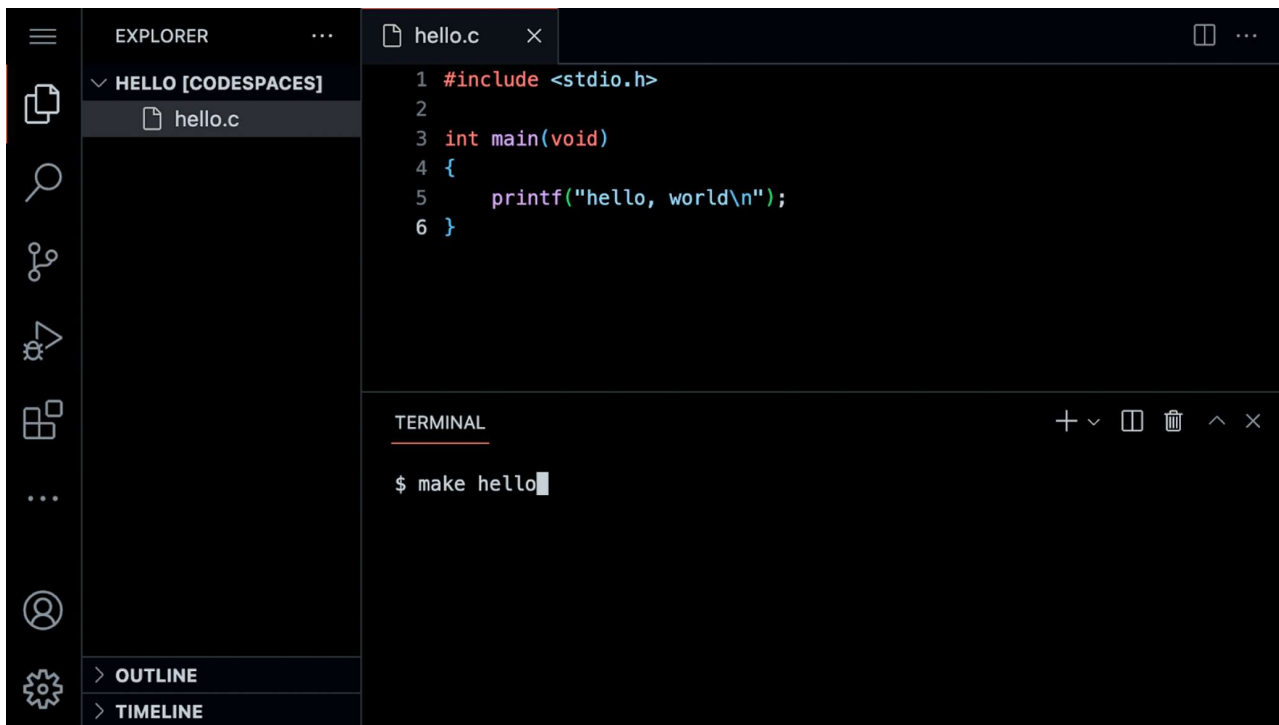 EXPLORER
HELLO [CODESPACES]
hello.c
OUTLINE
TIMELINE
hello.c
1 #include <stdio.h>
2
3 int main(void)
4 {
5     printf("hello, world\n");
6 }
TERMINAL
$ make hello